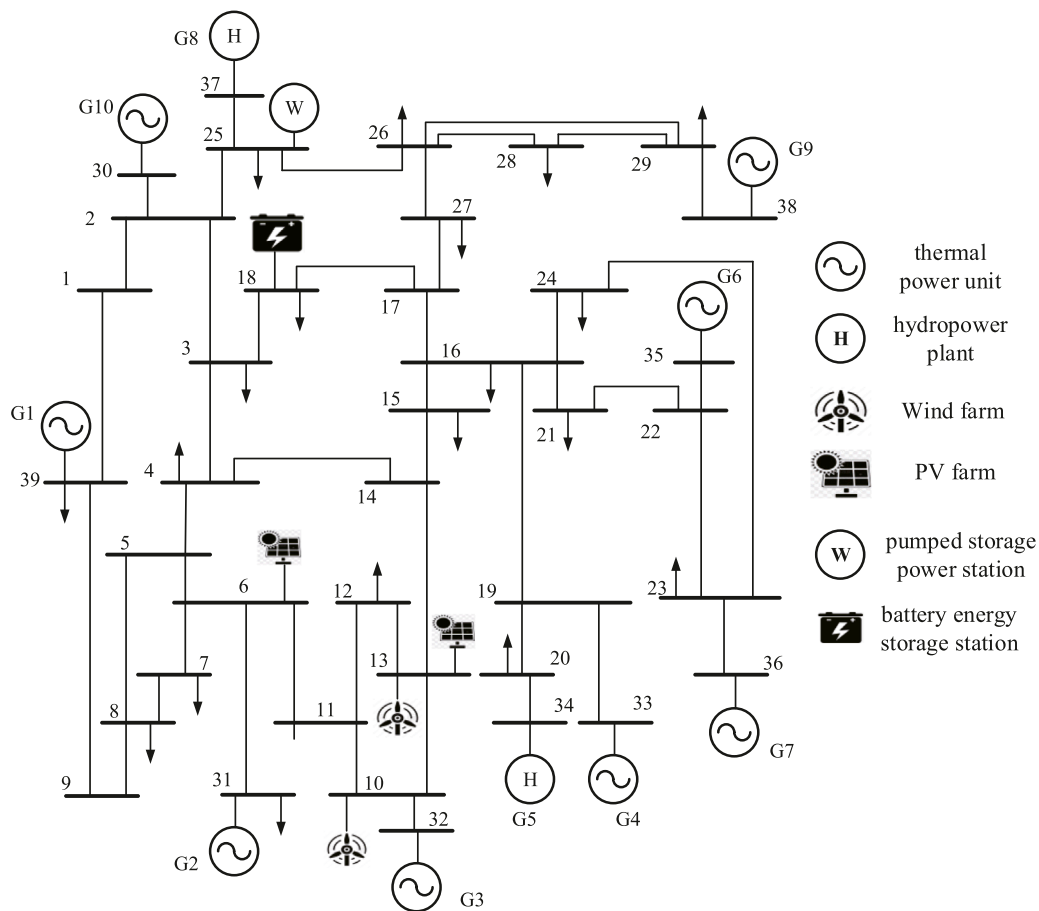 G8
H
37
G10
W
25
26
28
29
G9
30
38
2
27
18
24
1
17
G6
3
16
35
15
G1
21
22
39
4
14
5
6
12
19
23
7
13
20
36
8
11
34
33
9
31
10
32
H
G7
G5
G4
G2
G3
thermal
power unit
H
hydropower
plant
Wind farm
PV farm
W
pumped storage
power station
battery energy
storage station